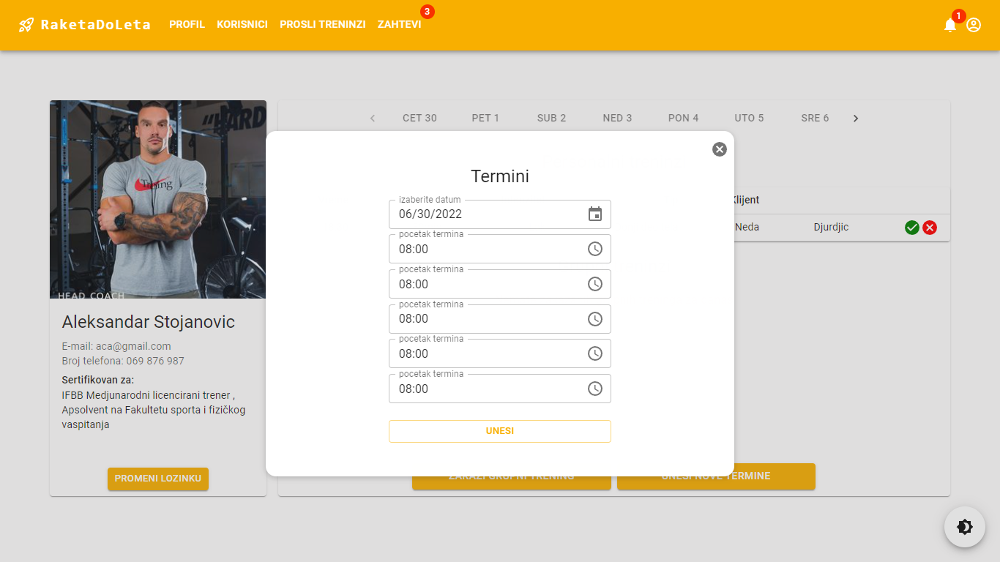 RaketaDoLeta PROFIL KORISNICI PROSLI TRENINZI ZAHTEVI 3 1
CET 30 PET 1 SUB 2 NED 3 PON 4 UTO 5 SRE 6
HEAD COACH
Aleksandar Stojanovic
E-mail: aca@gmail.com
Broj telefona: 069 876 987
Sertifikovan za:
IFBB Medjunarodni licencirani trener ,
Apsolvent na Fakultetu sporta i fizičkog
vaspitanja
PROMENI LOZINKU
Termini
izaberite datum
06/30/2022
pocetak termina
08:00
pocetak termina
08:00
pocetak termina
08:00
pocetak termina
08:00
pocetak termina
08:00
UNESI
Klijent
Neda Djurdjic
ZAKAZI GRUPNI TRENING UNESI NOVE TERMINE